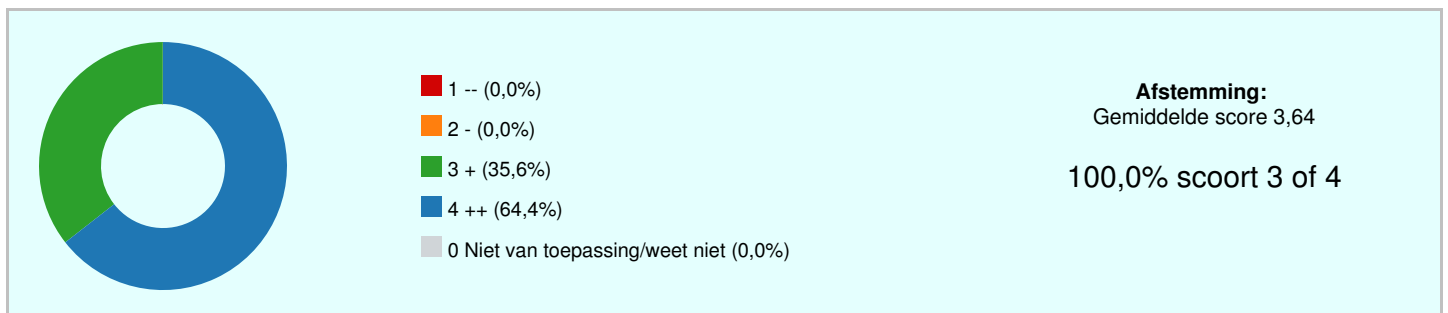 1 -- (0,0%)
2 - (0,0%)
3 + (35,6%)
4 ++ (64,4%)
0 Niet van toepassing/weet niet (0,0%)
Afstemming:
Gemiddelde score 3,64
100,0% scoort 3 of 4